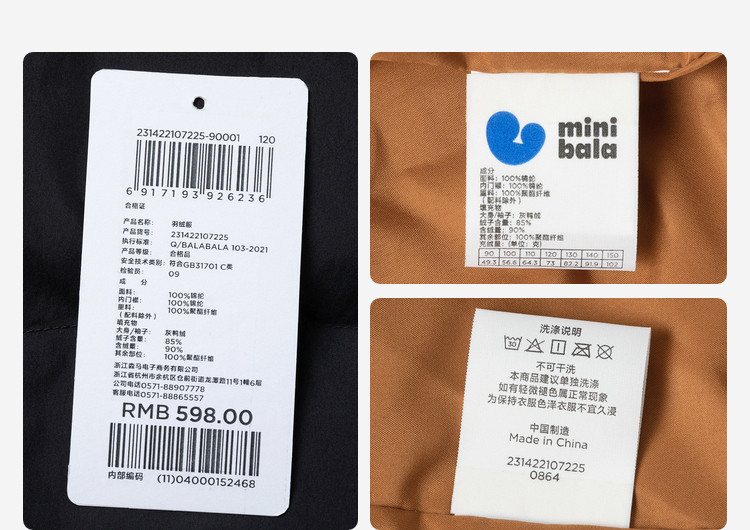 231422107225-90001 120
6 917193 926236
合格证
产品名称: 羽绒服
产品货号: 231422107225
执行标准: Q/BALABALA 103-2021
产品等级: 合格品
安全技术类别: 符合GB31701 C类
检验员: 09
成 分
面料: 100%锦纶
内门襟: 100%锦纶
里料: 100%聚酯纤维
(配料除外)
填充物
大身/袖子: 灰鸭绒
绒子含量: 85%
含绒量: 90%
其余部位: 100%聚酯纤维
浙江森马电子商务有限公司
浙江省杭州市余杭区仓前街道龙潭路11号1幢3楼
公司电话0571-88907778
客服电话0571-88865557
RMB 598.00
内部编码 (11)04000152468
mini
bala
成分
面料: 100%锦纶
内门襟: 100%锦纶
里料: 100%聚酯纤维
(配料除外)
填充物
大身/袖子: 灰鸭绒
绒子含量: 85%
含绒量: 90%
其余部位: 100%聚酯纤维
充绒量: (单位: 克)
90 100 110 120 130 140 150
49.3 56.6 64.3 73 82.2 91.9 102
洗涤说明
30
不可干洗
本商品建议单独洗涤
如有轻微褪色属正常现象
为保持衣服色泽衣服不宜久浸
中国制造
Made in China
231422107225
0864